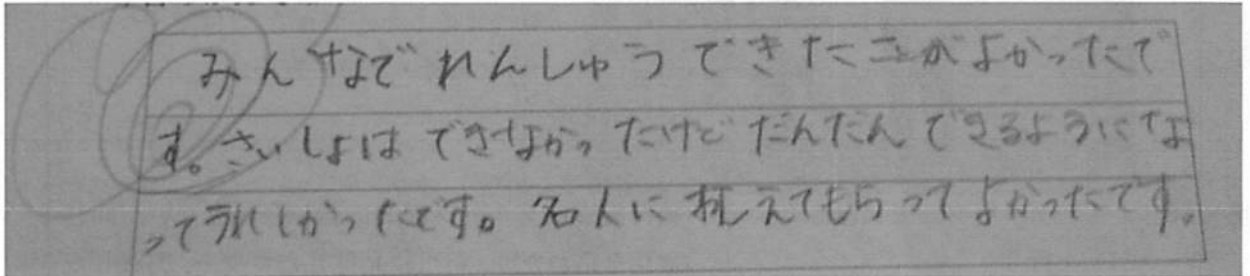 みんなでれんしゅうできたことがよかったで
す。さいしょはできなかったけどだんだんできるようにな
ってうれしかったです。名人に教えてもらってよかったです。